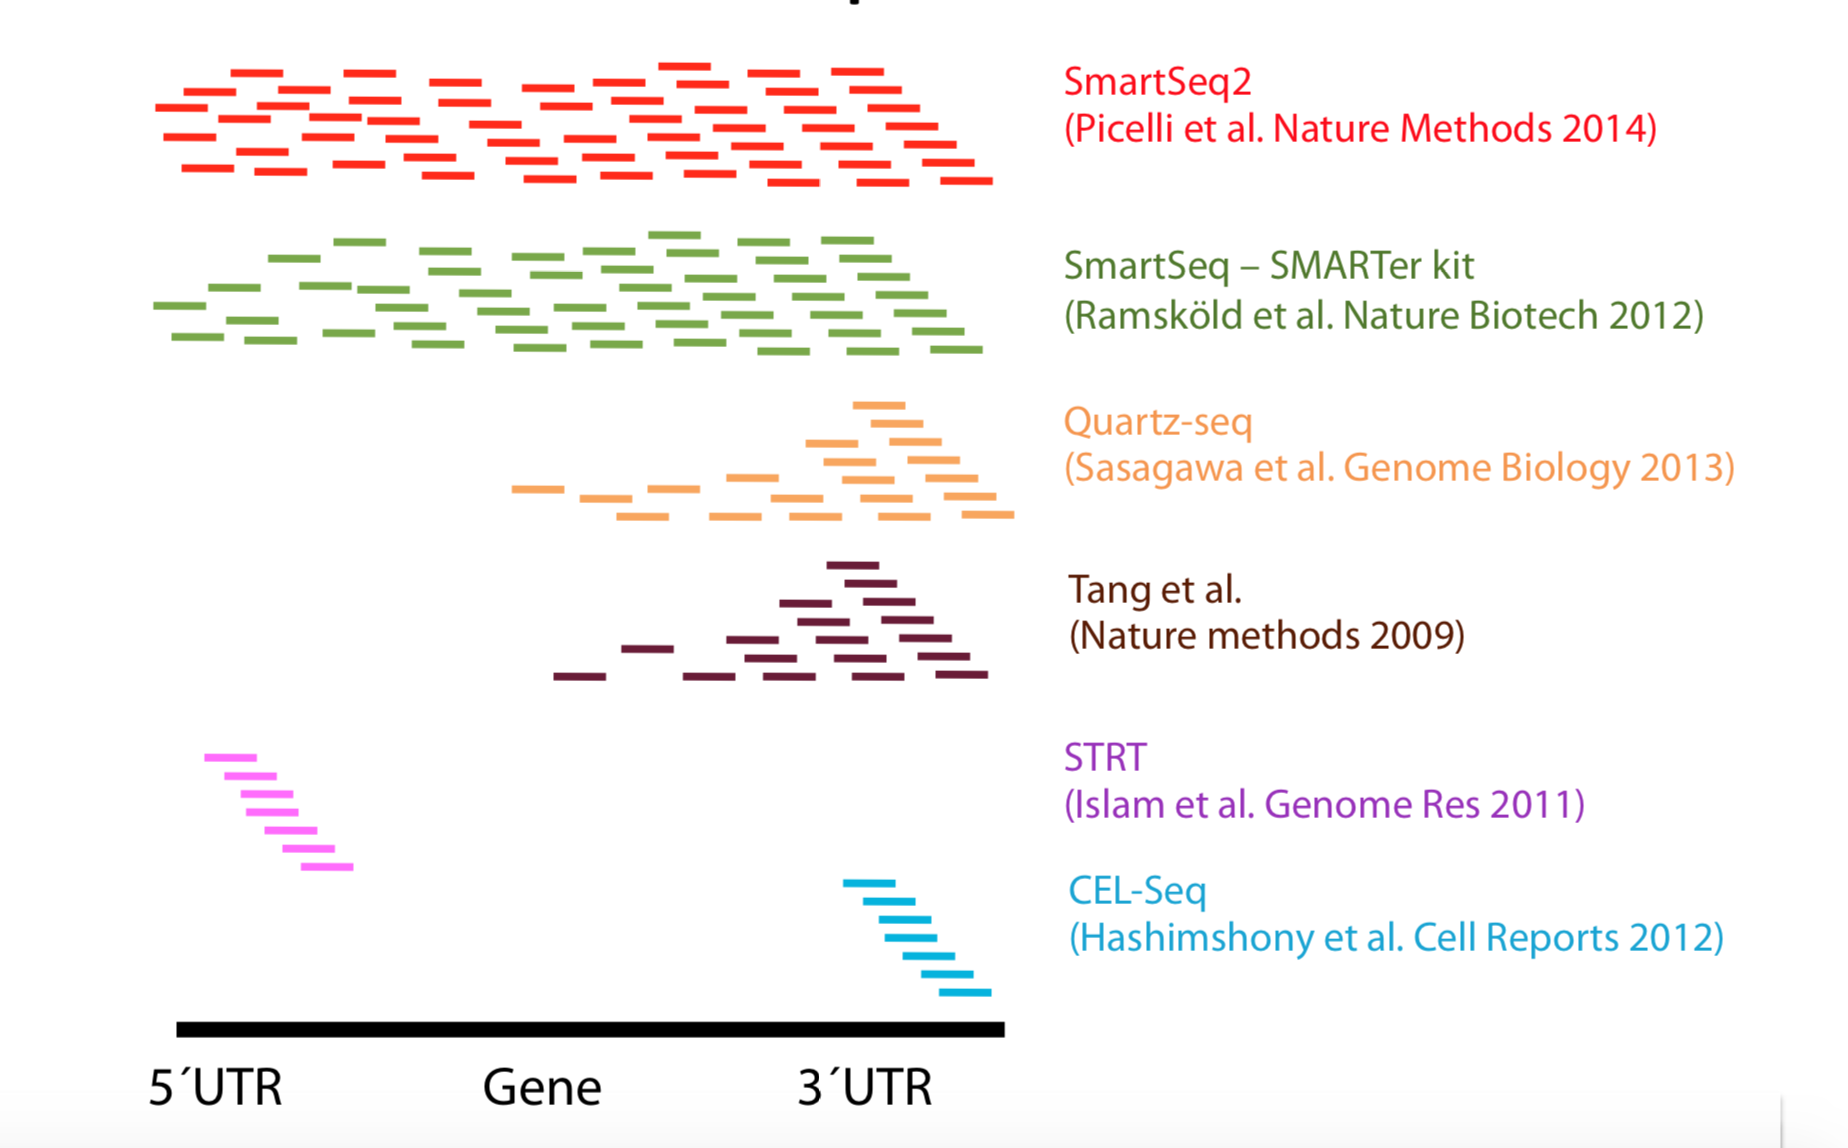 SmartSeq2
(Picelli et al. Nature Methods 2014)
SmartSeq – SMARTer kit
(Ramsköld et al. Nature Biotech 2012)
Quartz-seq
(Sasagawa et al. Genome Biology 2013)
Tang et al.
(Nature methods 2009)
STRT
(Islam et al. Genome Res 2011)
CEL-Seq
(Hashimshony et al. Cell Reports 2012)
5´UTR Gene 3´UTR